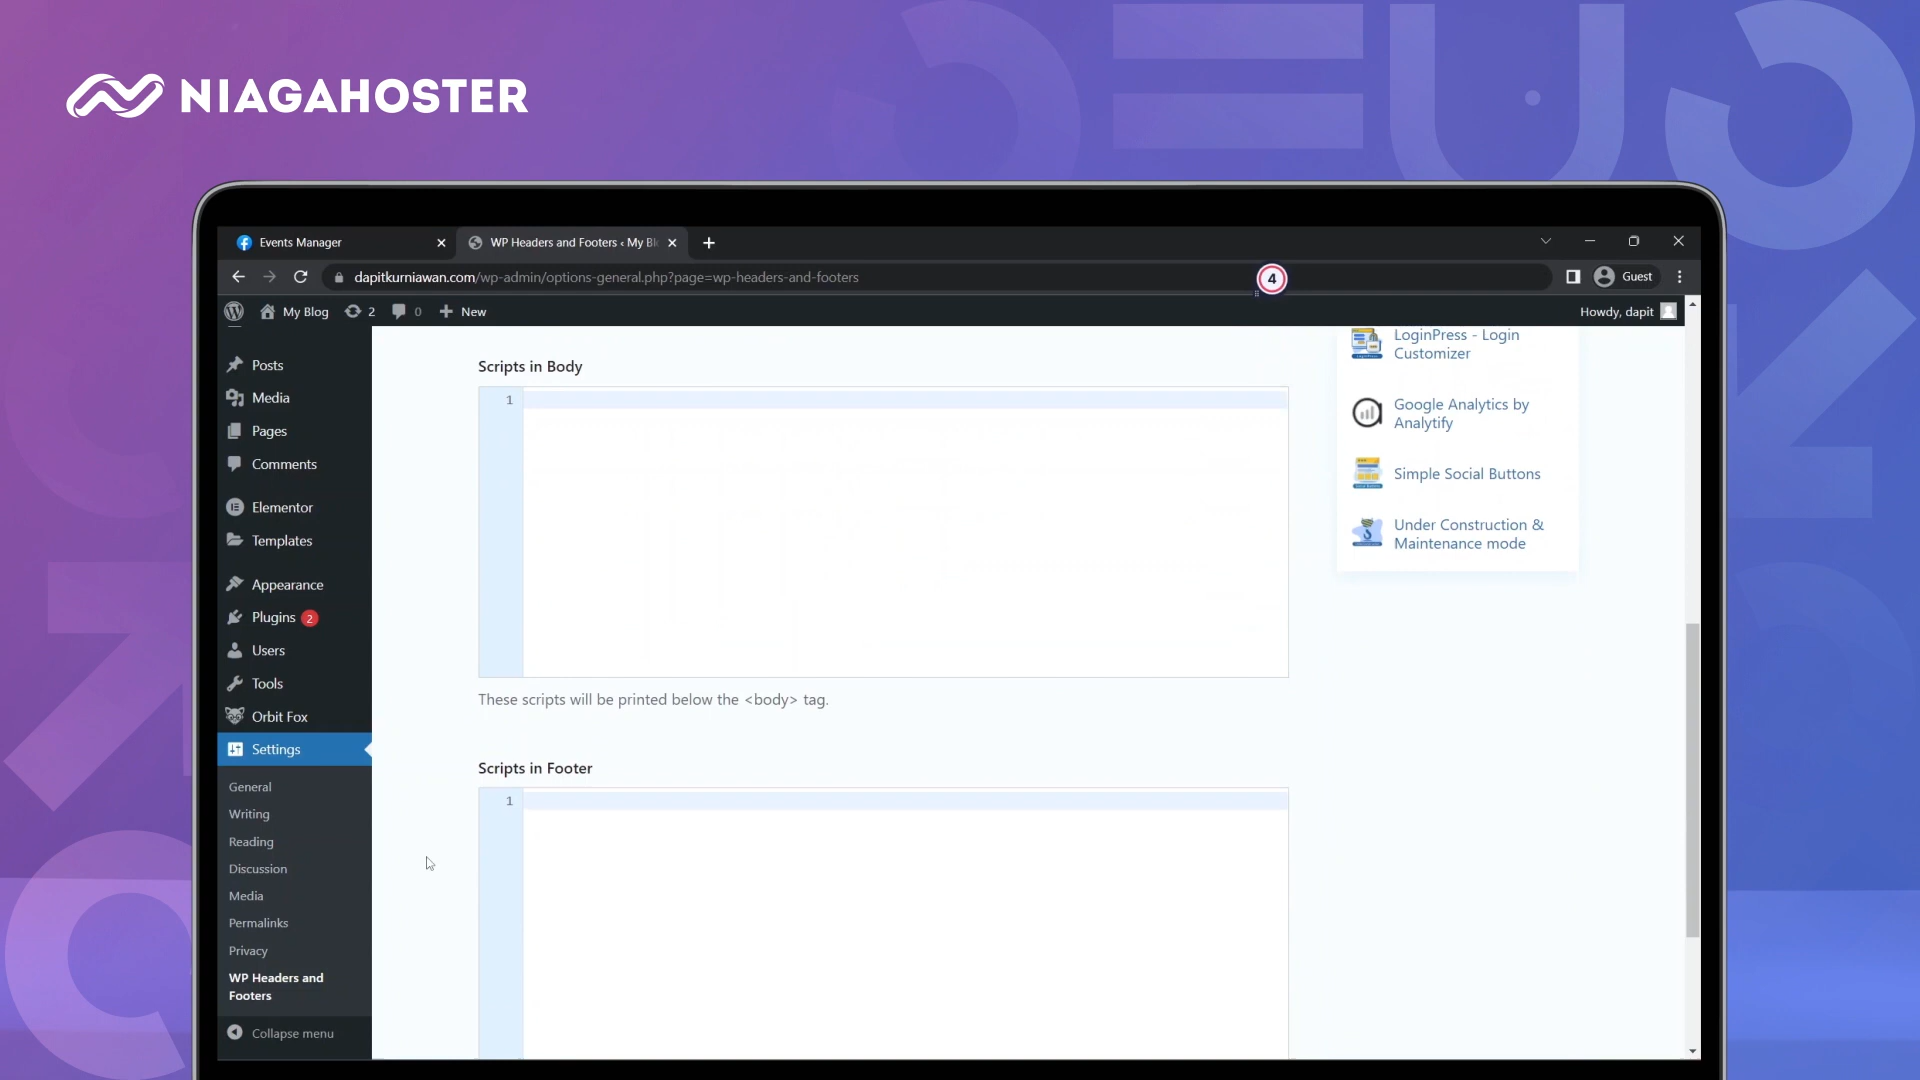 NIAGAHOSTER
Events Manager
WP Headers and Footers ‹ My Bl
dapitkurniawan.com/wp-admin/options-general.php?page=wp-headers-and-footers
4
Guest
My Blog
2
0
New
Howdy, dapit
Posts
Media
Pages
Comments
Elementor
Templates
Appearance
Plugins 2
Users
Tools
Orbit Fox
Settings
General
Writing
Reading
Discussion
Media
Permalinks
Privacy
WP Headers and
Footers
Collapse menu
Scripts in Body
1
These scripts will be printed below the <body> tag.
Scripts in Footer
1
LoginPress - Login
Customizer
Google Analytics by
Analytify
Simple Social Buttons
Under Construction &
Maintenance mode